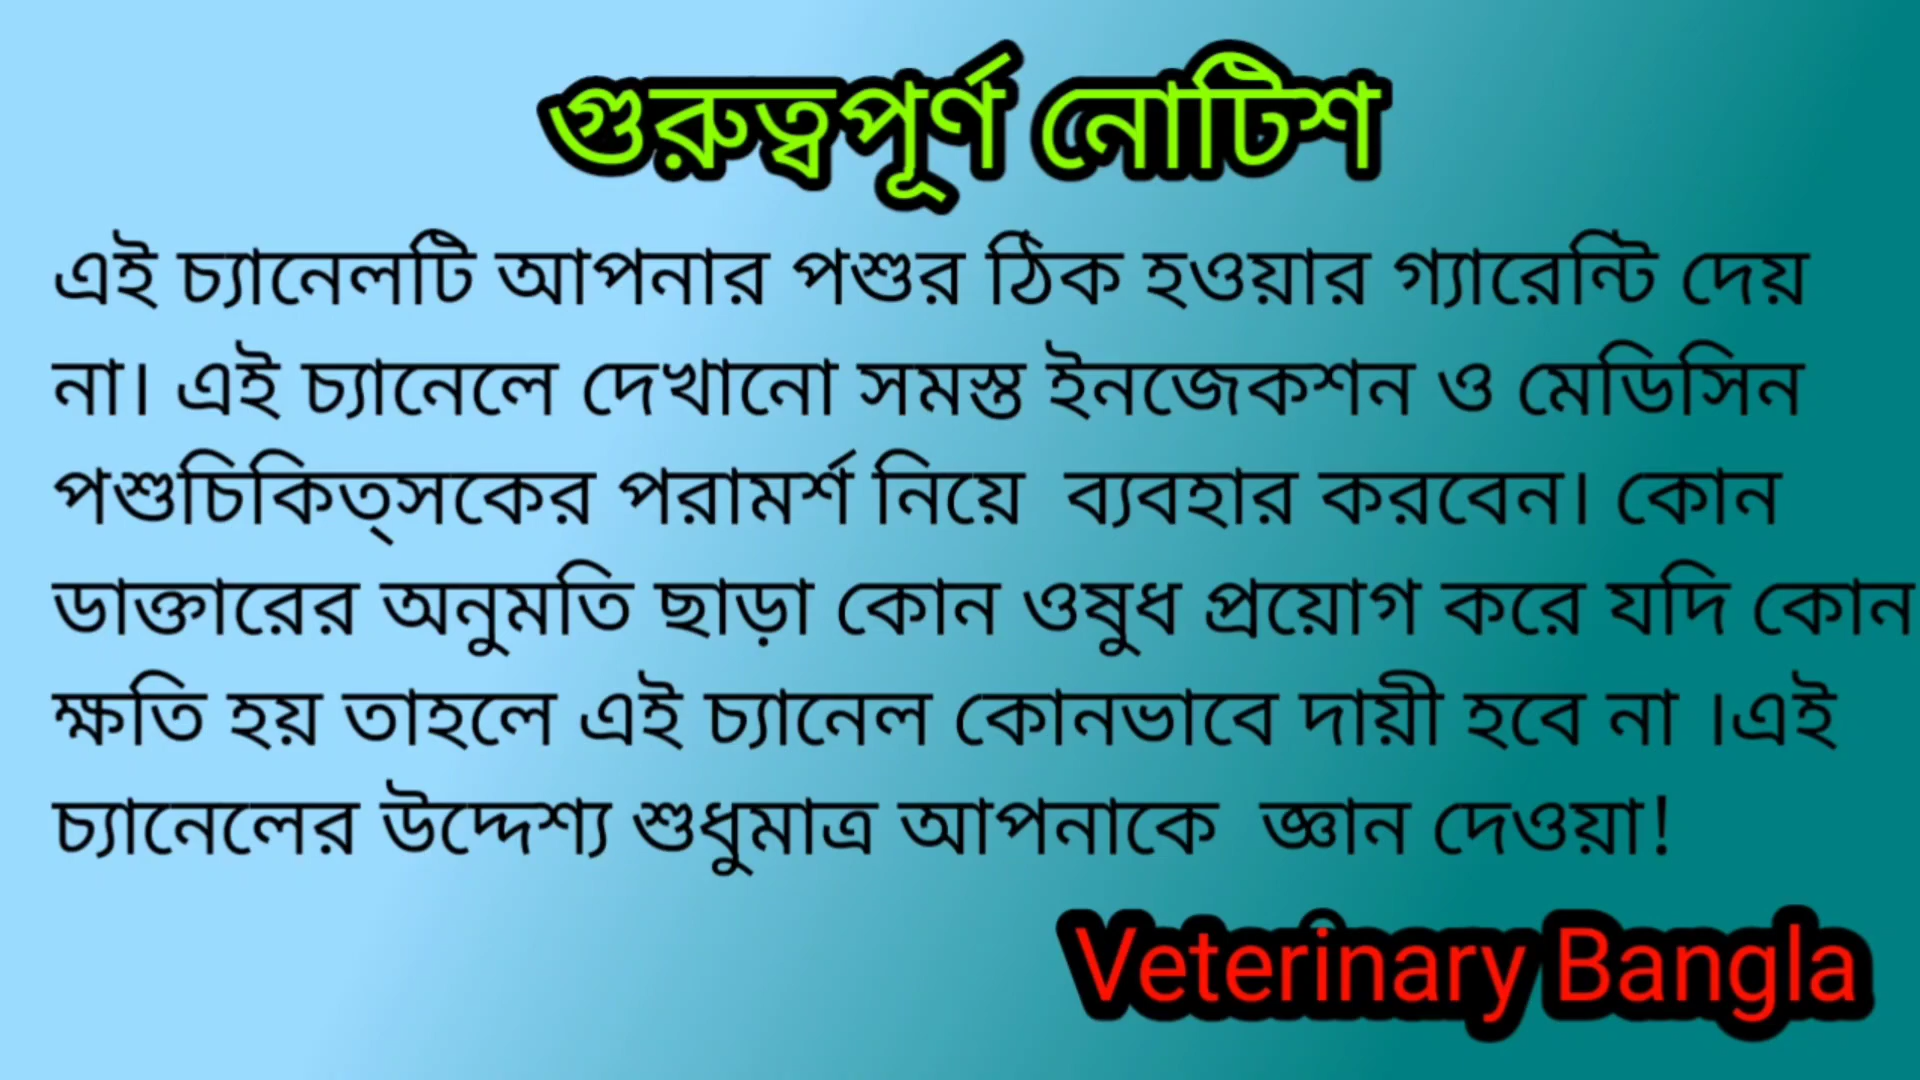 গুরুত্বপূর্ণ নোটিশ
এই চ্যানেলটি আপনার পশুর ঠিক হওয়ার গ্যারেন্টি দেয়
না। এই চ্যানেলে দেখানো সমস্ত ইনজেকশন ও মেডিসিন
পশুচিকিত্সকের পরামর্শ নিয়ে ব্যবহার করবেন। কোন
ডাক্তারের অনুমতি ছাড়া কোন ওষুধ প্রয়োগ করে যদি কোন
ক্ষতি হয় তাহলে এই চ্যানেল কোনভাবে দায়ী হবে না ।এই
চ্যানেলের উদ্দেশ্য শুধুমাত্র আপনাকে জ্ঞান দেওয়া!
Veterinary Bangla